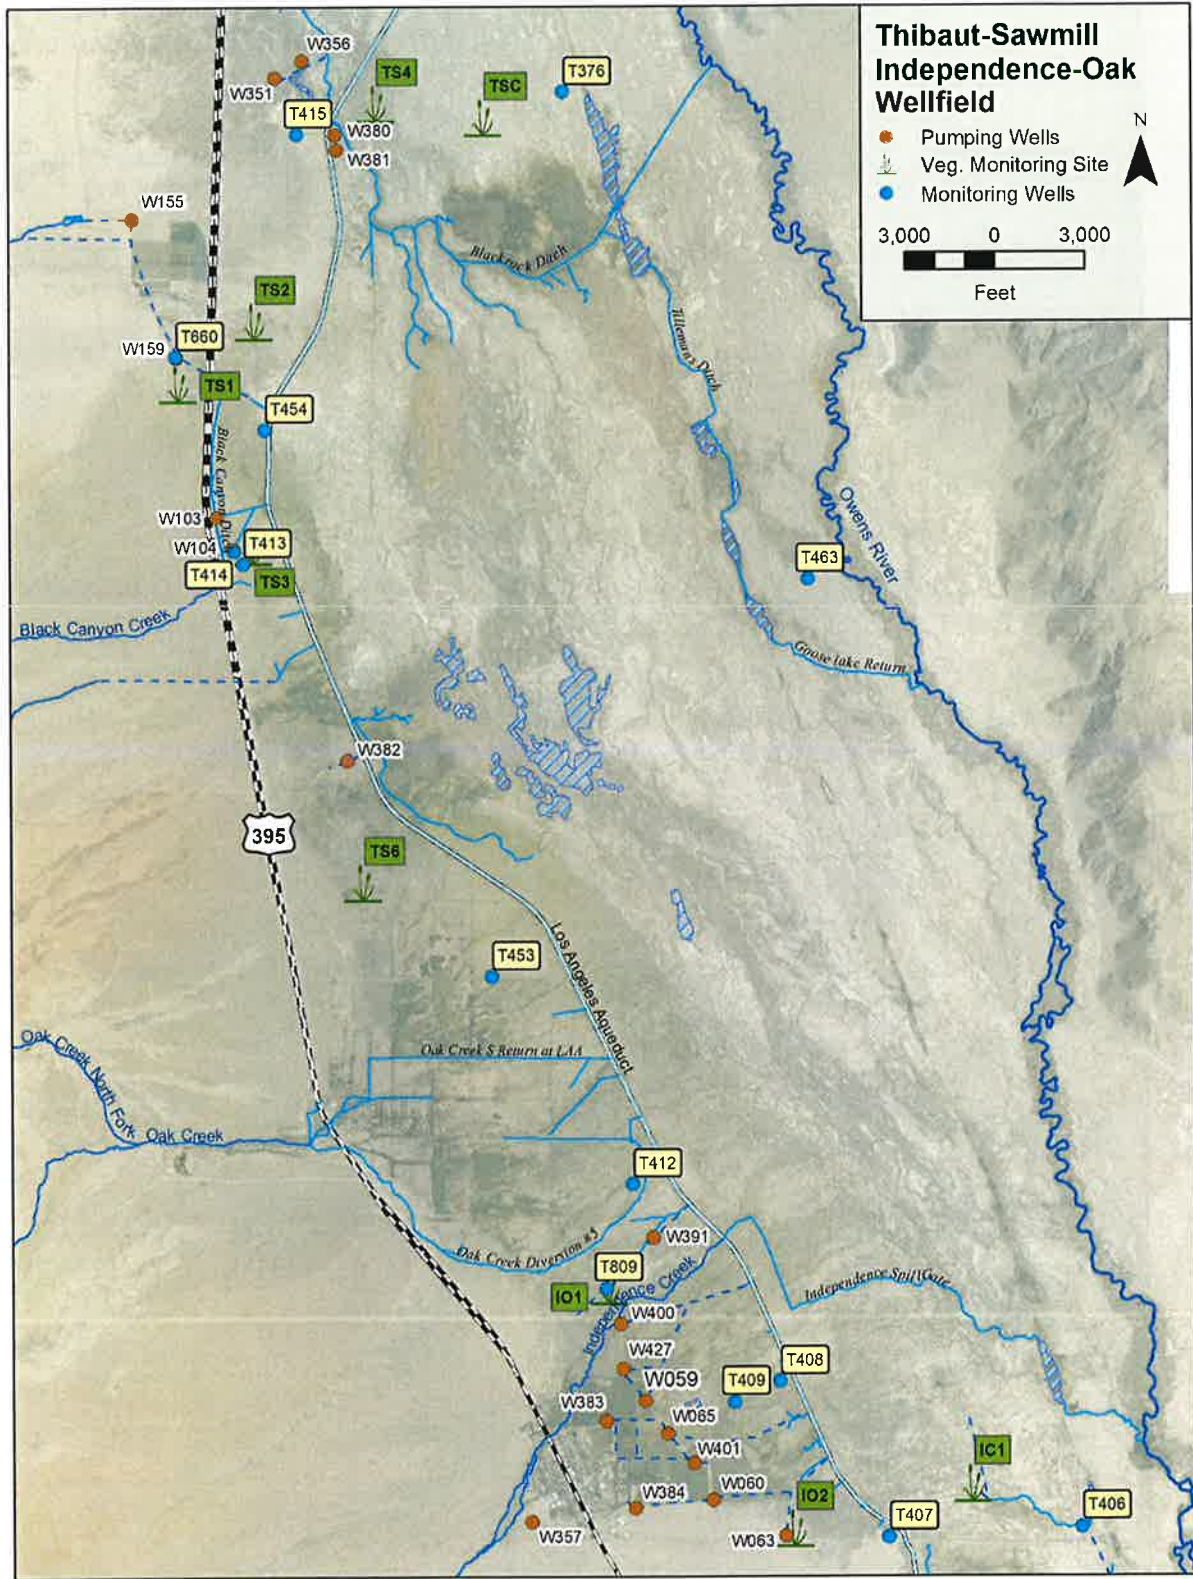 Thibaut-Sawmill
Independence-Oak
Wellfield
N
Pumping Wells
Veg. Monitoring Site
Monitoring Wells
3,000 0 3,000
Feet
W356
W351
TS4
TSC
T376
T415
W380
W381
W155
Blackrock Ditch
TS2
T660
W159
TS1
T454
Tilleman's Ditch
Black Canyon Ditch
W103
W104
T413
T414
TS3
T463
Owens River
Black Canyon Creek
Goose lake Return
W382
395
TS6
T453
Los Angeles Aqueduct
Oak Creek S Return at LAA
Oak Creek North Fork
Oak Creek
T412
W391
Oak Creek Diversion #5
T809
IO1
Independence Creek
Independence Spill Gate
W400
W427
T408
W059
T409
W383
W065
W401
IC1
W384
W060
IO2
T406
T407
W357
W063